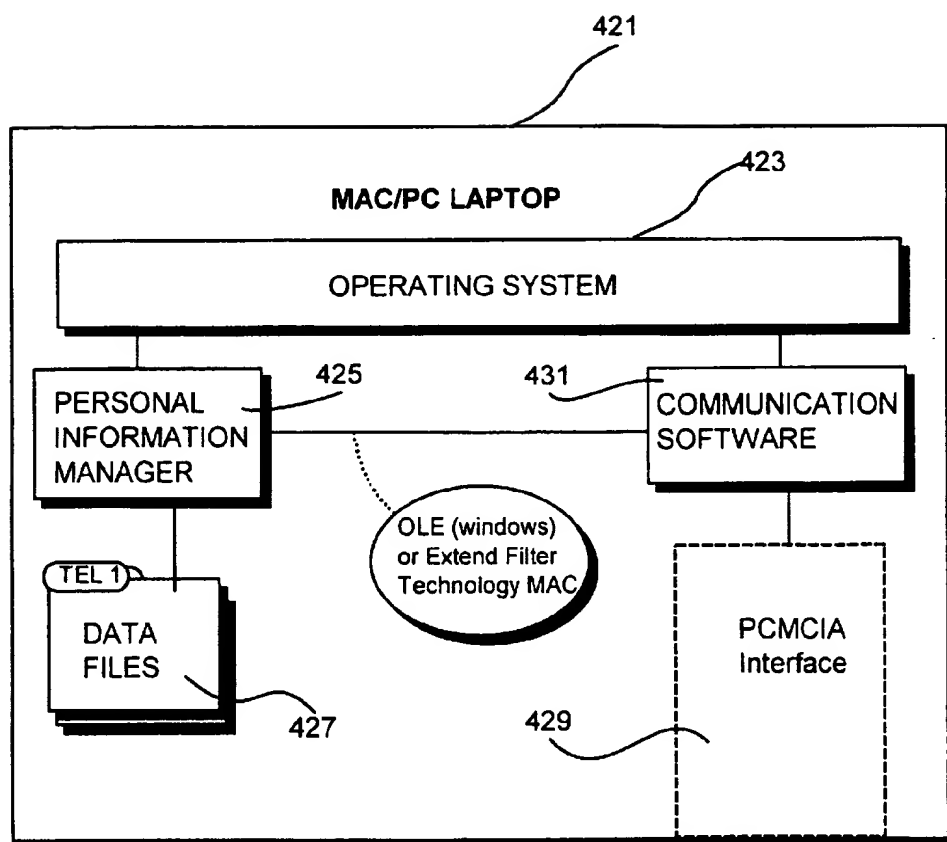 421
423
MAC/PC LAPTOP
OPERATING SYSTEM
425
431
PERSONAL
INFORMATION
MANAGER
COMMUNICATION
SOFTWARE
OLE (windows)
or Extend Filter
Technology MAC
TEL 1
DATA
FILES
PCMCIA
Interface
427
429